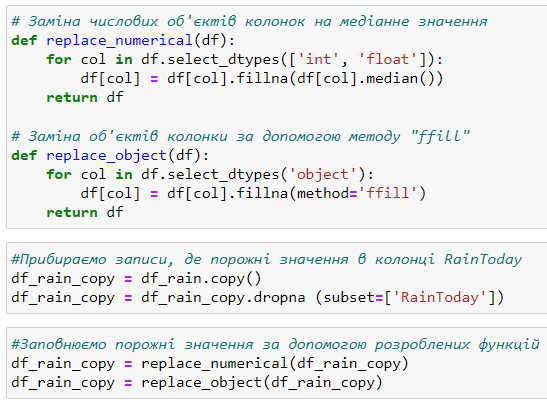 # Заміна числових об'єктів колонок на медіанне значення
def replace_numerical(df):
    for col in df.select_dtypes(['int', 'float']):
        df[col] = df[col].fillna(df[col].median())
    return df

# Заміна об'єктів колонки за допомогою методу "ffill"
def replace_object(df):
    for col in df.select_dtypes('object'):
        df[col] = df[col].fillna(method='ffill')
    return df

#Прибираємо записи, де порожні значення в колонці RainToday
df_rain_copy = df_rain.copy()
df_rain_copy = df_rain_copy.dropna (subset=['RainToday'])

#Заповнюємо порожні значення за допомогою розроблених функцій
df_rain_copy = replace_numerical(df_rain_copy)
df_rain_copy = replace_object(df_rain_copy)